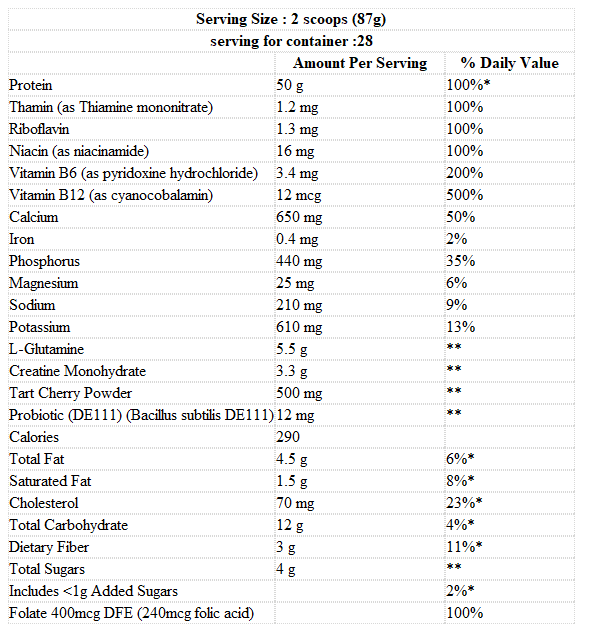 Serving Size : 2 scoops (87g)
serving for container :28
Amount Per Serving % Daily Value
Protein 50 g 100%*
Thamin (as Thiamine mononitrate) 1.2 mg 100%
Riboflavin 1.3 mg 100%
Niacin (as niacinamide) 16 mg 100%
Vitamin B6 (as pyridoxine hydrochloride) 3.4 mg 200%
Vitamin B12 (as cyanocobalamin) 12 mcg 500%
Calcium 650 mg 50%
Iron 0.4 mg 2%
Phosphorus 440 mg 35%
Magnesium 25 mg 6%
Sodium 210 mg 9%
Potassium 610 mg 13%
L-Glutamine 5.5 g **
Creatine Monohydrate 3.3 g **
Tart Cherry Powder 500 mg **
Probiotic (DE111) (Bacillus subtilis DE111) 12 mg **
Calories 290
Total Fat 4.5 g 6%*
Saturated Fat 1.5 g 8%*
Cholesterol 70 mg 23%*
Total Carbohydrate 12 g 4%*
Dietary Fiber 3 g 11%*
Total Sugars 4 g **
Includes <1g Added Sugars 2%*
Folate 400mcg DFE (240mcg folic acid) 100%